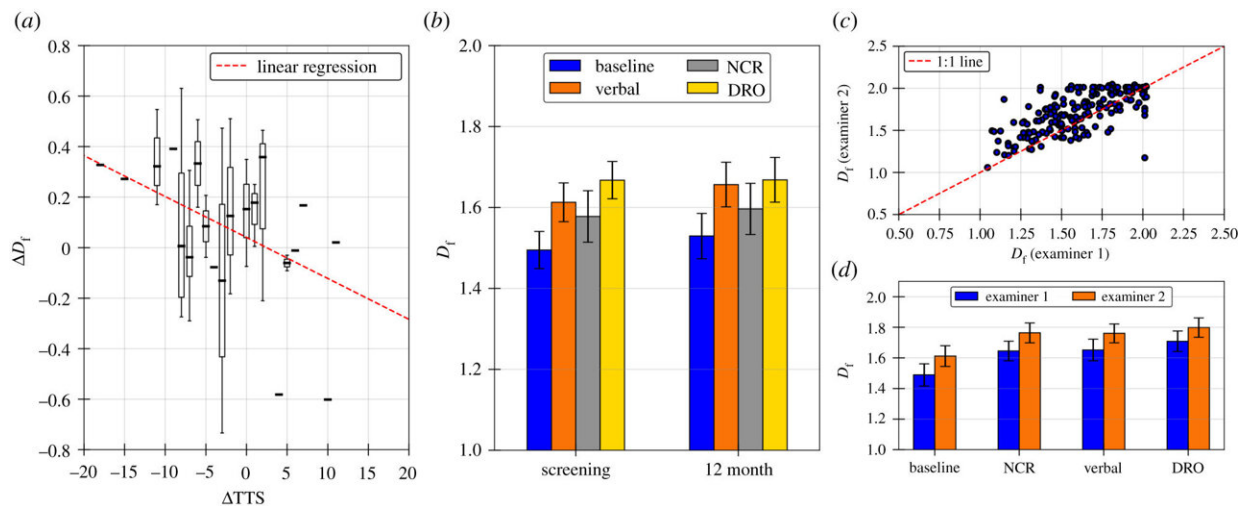 (a)
0.8
0.6
0.4
0.2
0
−0.2
−0.4
−0.6
−0.8
ΔDf
linear regression
−20 −15 −10 −5 0 5 10 15 20
ΔTTS
(b)
2.0
1.8
1.6
1.4
1.2
1.0
Df
baseline NCR
verbal DRO
screening 12 month
(c)
2.5
2.0
1.5
1.0
0.5
Df (examiner 2)
1:1 line
0.50 0.75 1.00 1.25 1.50 1.75 2.00 2.25 2.50
Df (examiner 1)
(d)
2.0
1.8
1.6
1.4
1.2
1.0
Df
examiner 1 examiner 2
baseline NCR verbal DRO